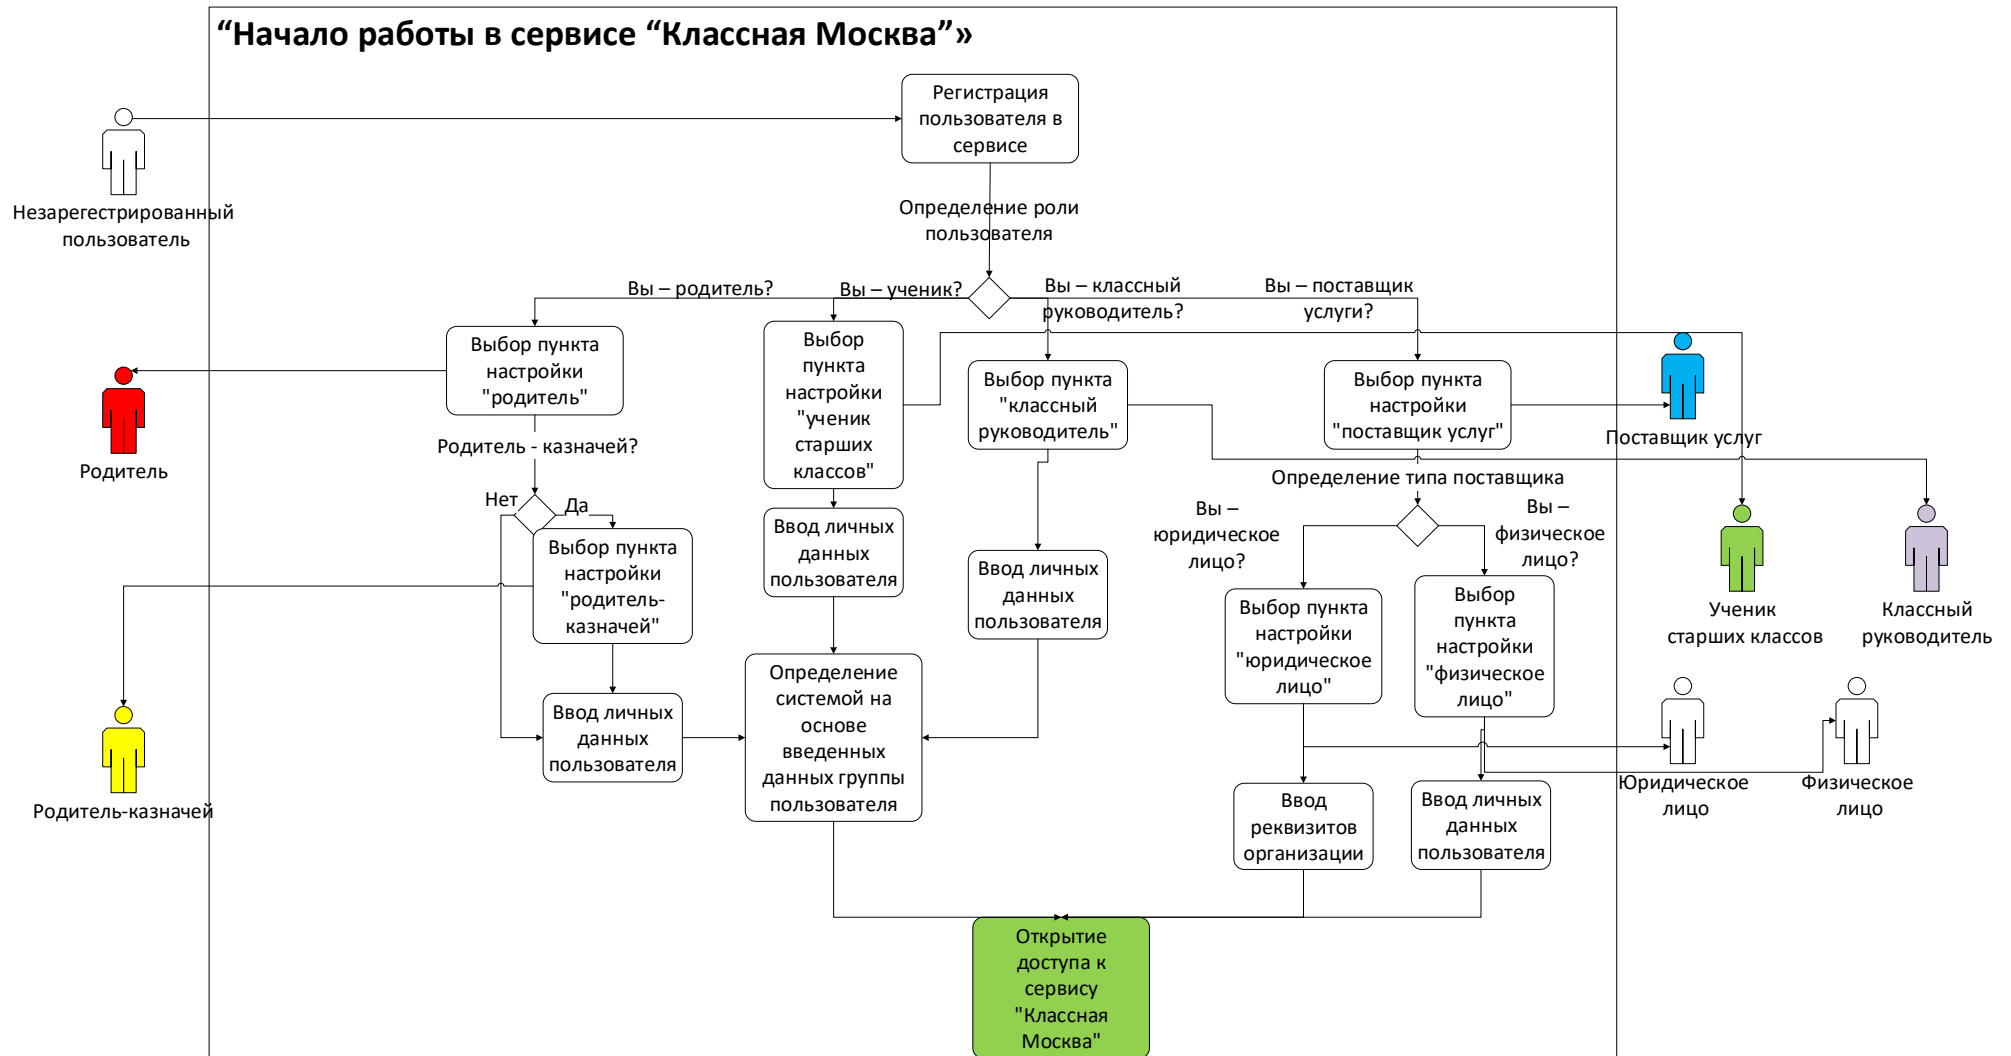 “Начало работы в сервисе “Классная Москва”»
Регистрация
пользователя в
сервисе
Незарегестрированный
пользователь
Определение роли
пользователя
Вы – родитель?
Вы – ученик?
Вы – классный
руководитель?
Вы – поставщик
услуги?
Выбор пункта
настройки
"родитель"
Выбор
пункта
настройки
"ученик
старших
классов"
Выбор пункта
"классный
руководитель"
Выбор пункта
настройки
"поставщик услуг"
Родитель
Поставщик услуг
Родитель - казначей?
Определение типа поставщика
Нет
Да
Вы –
юридическое
лицо?
Вы –
физическое
лицо?
Выбор пункта
настройки
"родитель-
казначей"
Ввод личных
данных
пользователя
Ввод личных
данных
пользователя
Выбор пункта
настройки
"юридическое
лицо"
Выбор
пункта
настройки
"физическое
лицо"
Ученик
старших классов
Классный
руководитель
Ввод личных
данных
пользователя
Определение
системой на
основе
введенных
данных группы
пользователя
Родитель-казначей
Юридическое
лицо
Физическое
лицо
Ввод
реквизитов
организации
Ввод личных
данных
пользователя
Открытие
доступа к
сервису
"Классная
Москва"